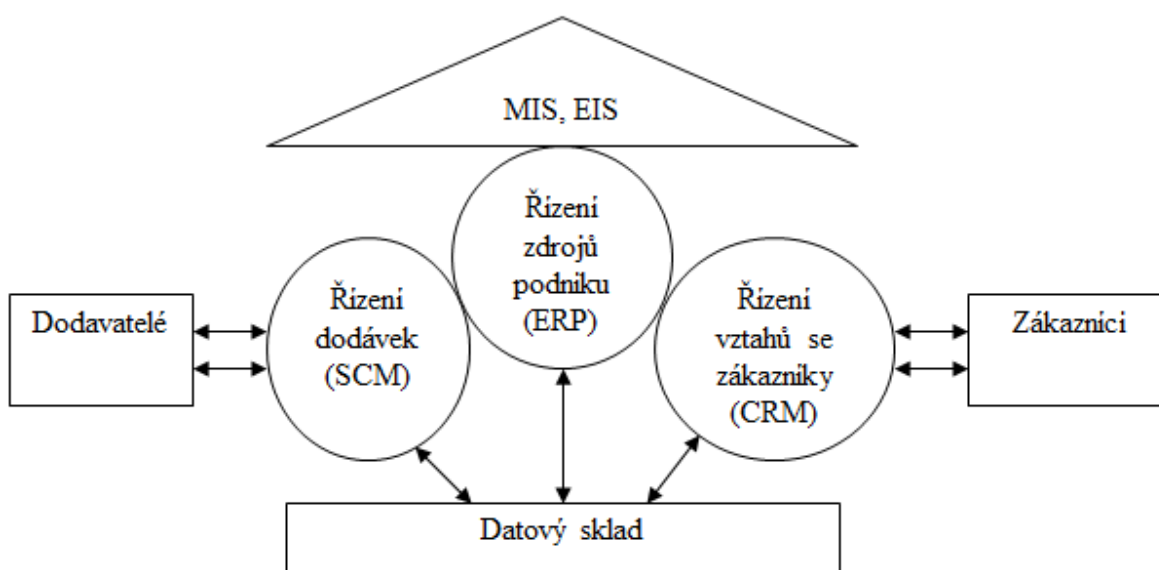 MIS, EIS
Řízení
zdrojů
podniku
(ERP)
Řízení
dodávek
(SCM)
Řízení
vztahů se
zákazníky
(CRM)
Dodavatelé
Zákazníci
Datový sklad